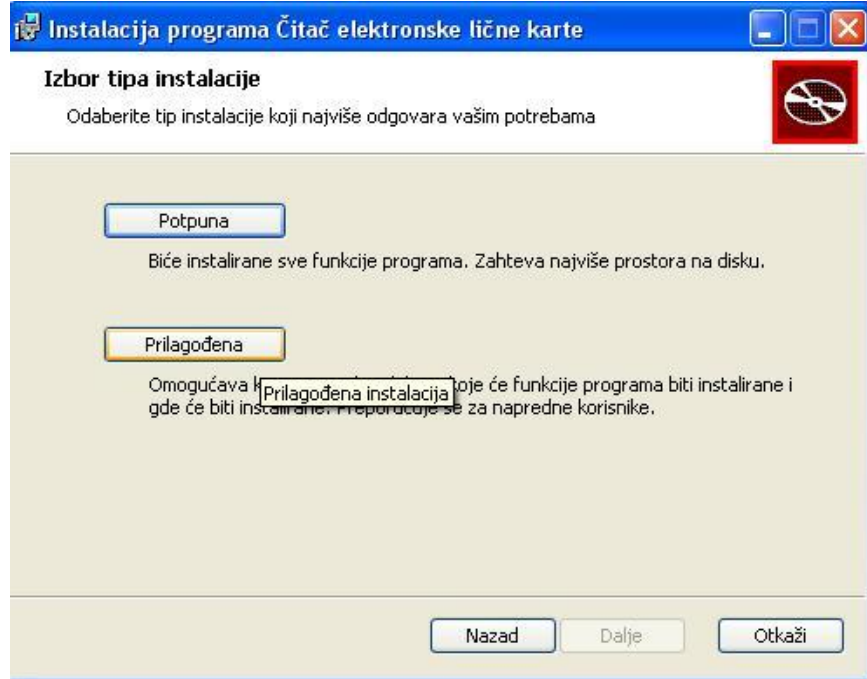 Instalacija programa Čitač elektronske lične karte
Izbor tipa instalacije
Odaberite tip instalacije koji najviše odgovara vašim potrebama
Potpuna
Biće instalirane sve funkcije programa. Zahteva najviše prostora na disku.
Prilagođena
Omogućava koje će funkcije programa biti instalirane i
Prilagođena instalacija
gde će biti instalirane. Preporučuje se za napredne korisnike.
Nazad Dalje Otkaži